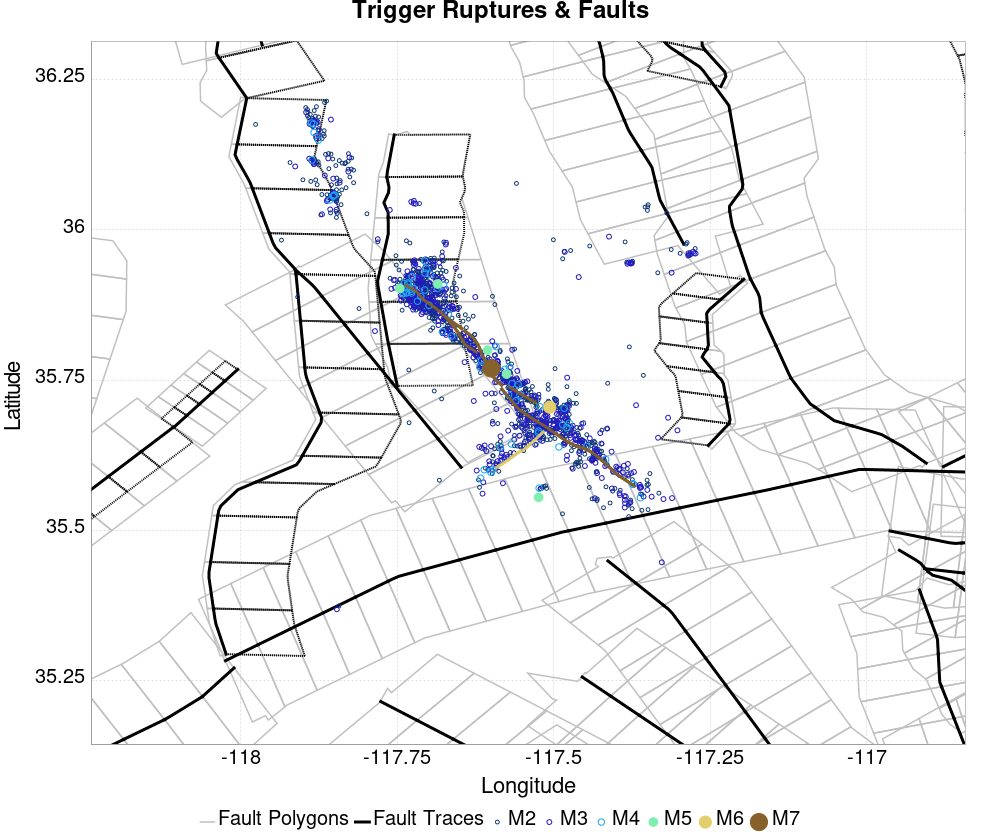 Trigger Ruptures & Faults
36.25
36
35.75
35.5
35.25
Latitude
-118
-117.75
-117.5
-117.25
-117
Longitude
Fault Polygons Fault Traces M2 M3 M4 M5 M6 M7